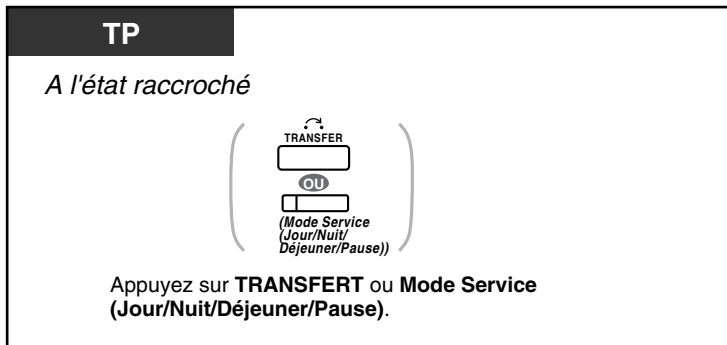 TP
A l'état raccroché
TRANSFER
OU
(Mode Service
(Jour/Nuit/
Déjeuner/Pause))
Appuyez sur TRANSFERT ou Mode Service
(Jour/Nuit/Déjeuner/Pause).